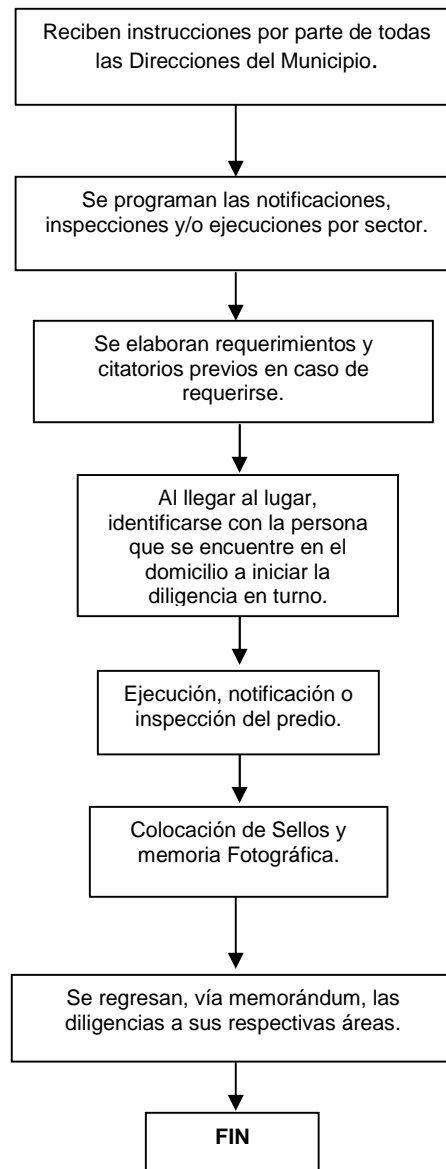 Reciben instrucciones por parte de todas
las Direcciones del Municipio.
Se programan las notificaciones,
inspecciones y/o ejecuciones por sector.
Se elaboran requerimientos y
citatorios previos en caso de
requerirse.
Al llegar al lugar,
identificarse con la persona
que se encuentre en el
domicilio a iniciar la
diligencia en turno.
Ejecución, notificación o
inspección del predio.
Colocación de Sellos y
memoria Fotográfica.
Se regresan, vía memorándum, las
diligencias a sus respectivas áreas.
FIN